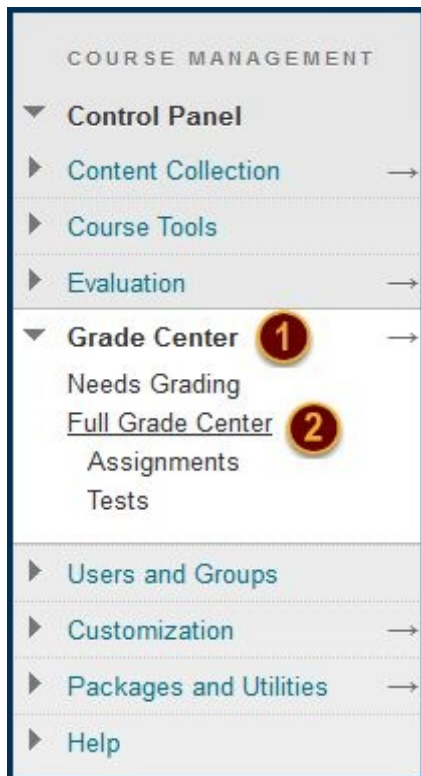 COURSE MANAGEMENT
Control Panel
Content Collection
Course Tools
Evaluation
Grade Center 1
Needs Grading
Full Grade Center 2
Assignments
Tests
Users and Groups
Customization
Packages and Utilities
Help